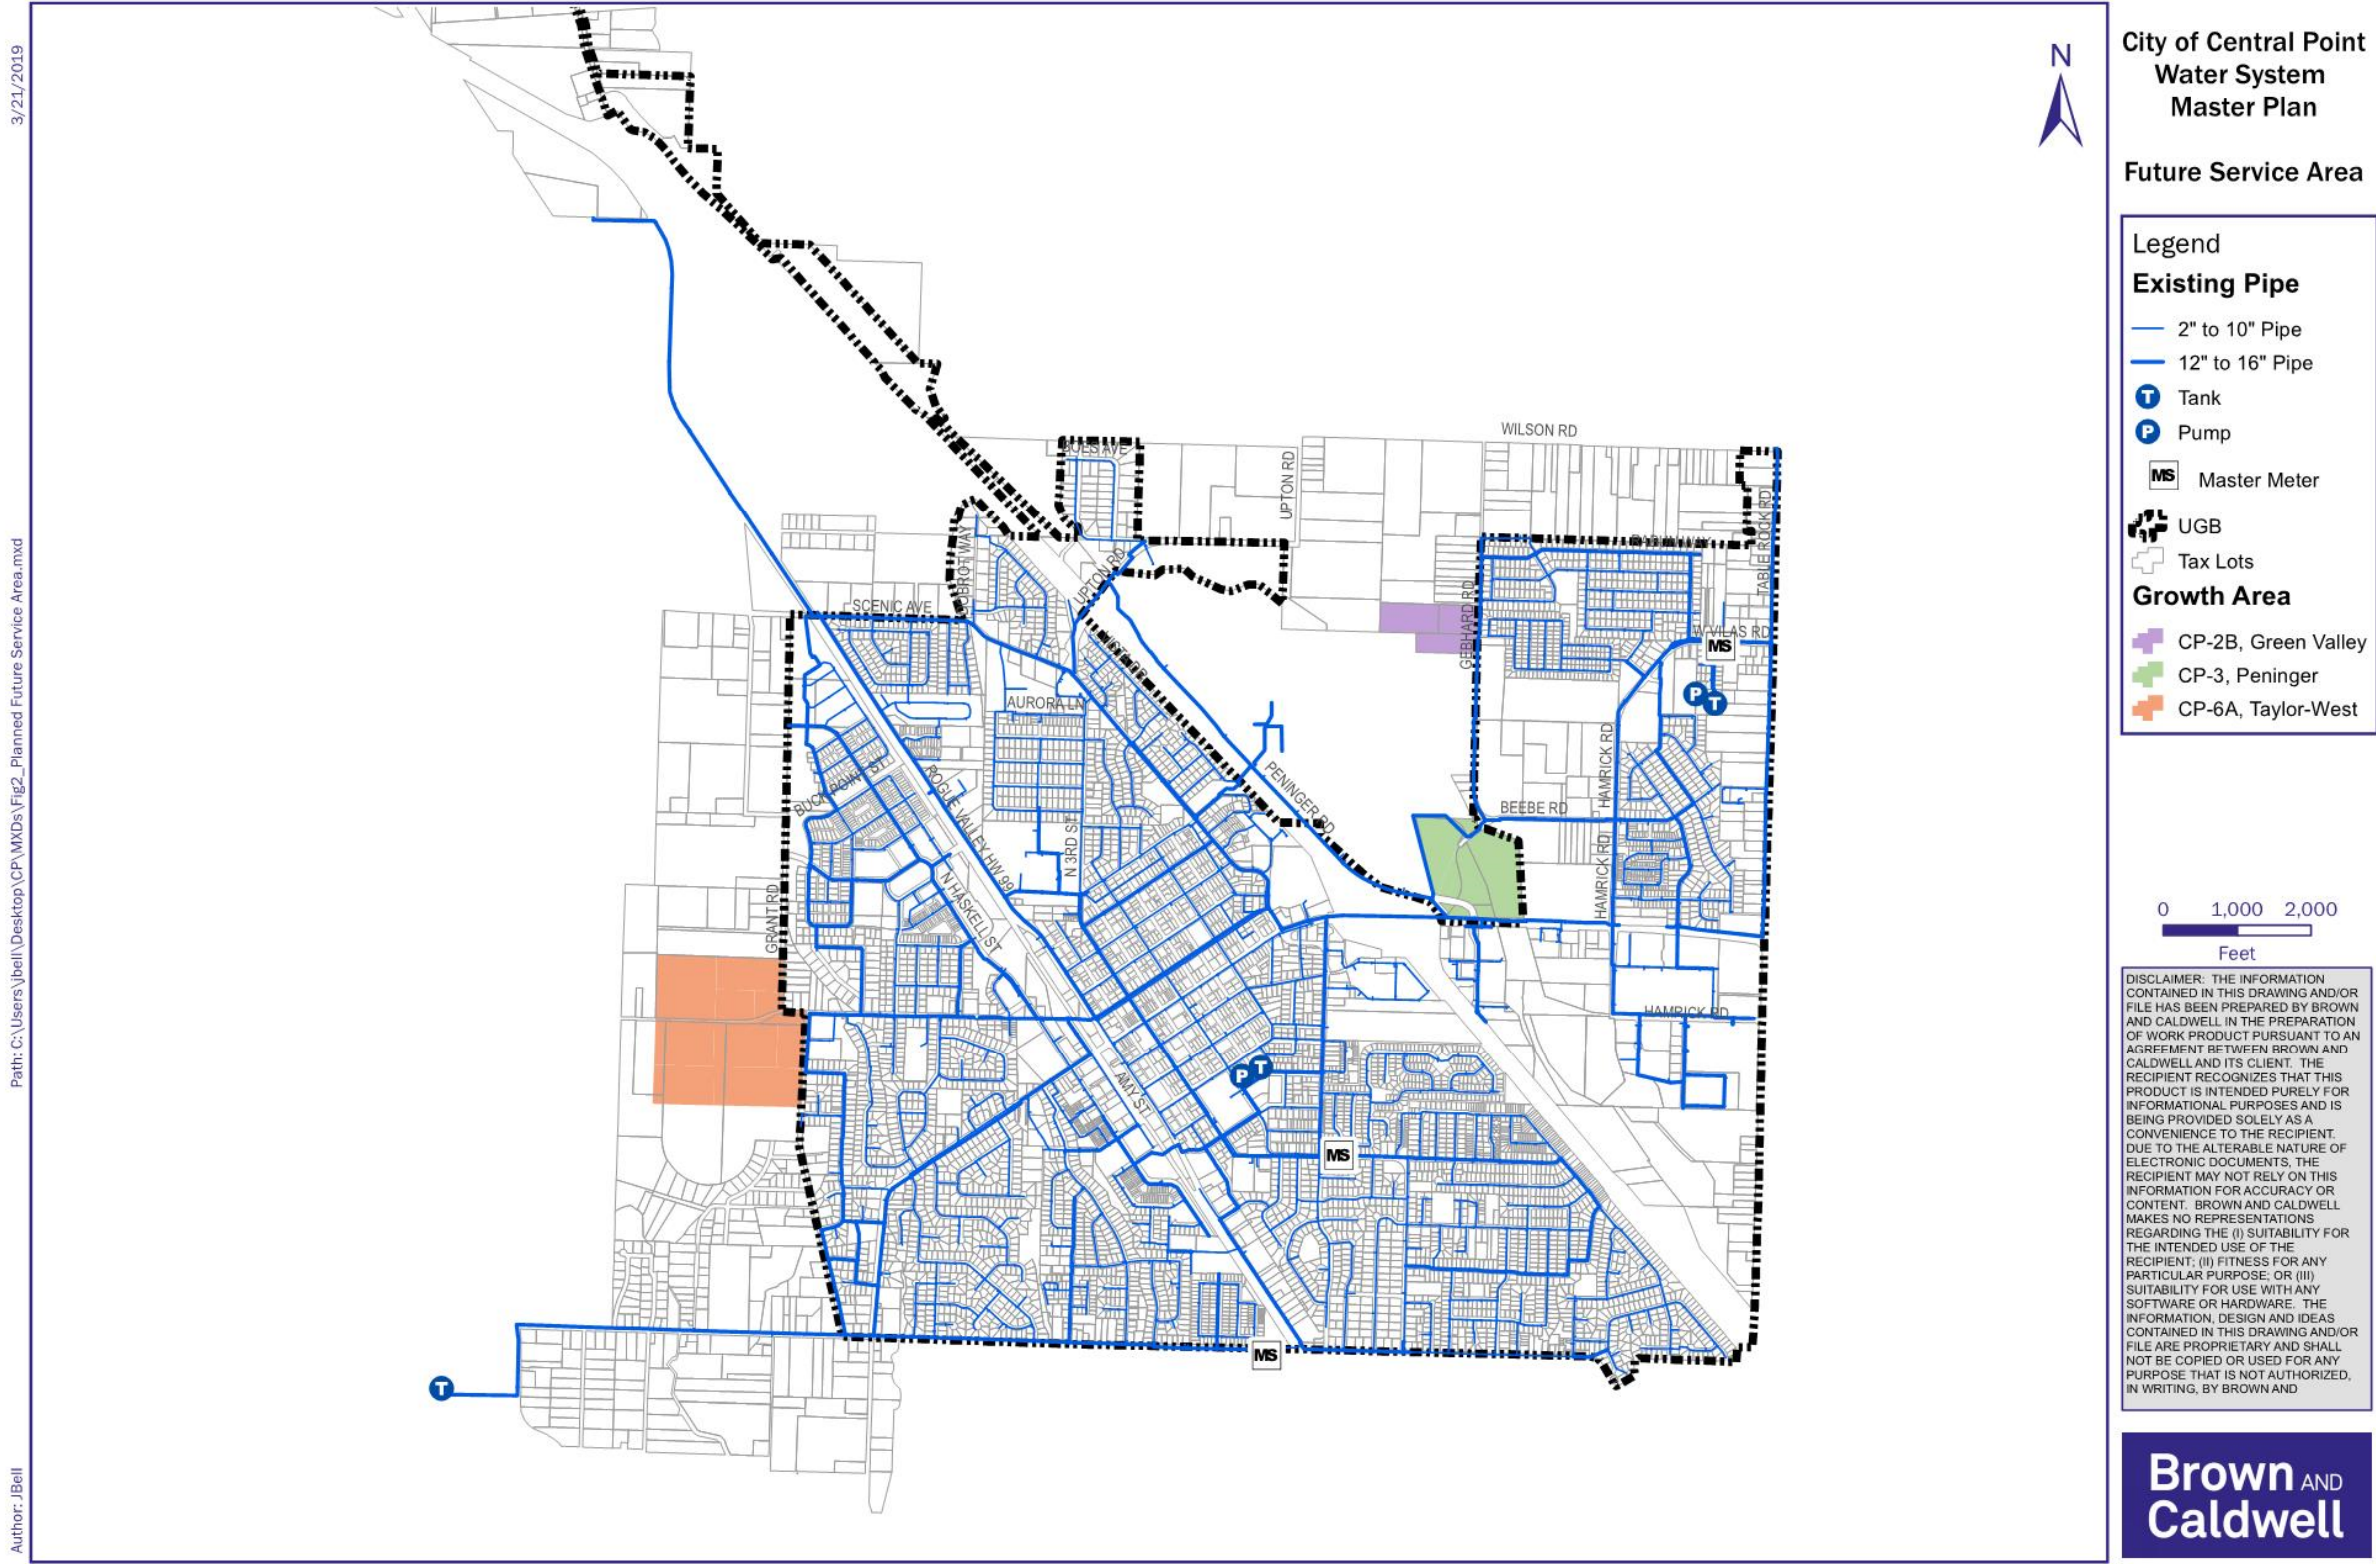 3/21/2019
Path: C:\Users\jbell\Desktop\CP\MXDs\Fig2_Planned Future Service Area.mxd
Author: JBell
N
WILSON RD
UPTON RD
TABLE ROCK RD
UPTON RD
SCENIC AVE
GEBHARD RD
W VILAS RD
MS
P
T
AURORA LN
HAMRICK RD
BUCK POINT ST
ROGUE VALLEY HW 99
PENINGER RD
BEEBE RD
N 3RD ST
HAMRICK RD
GRANT RD
N HASKELL ST
HAMRICK RD
AMY ST
P
T
MS
MS
T
City of Central Point
Water System
Master Plan
Future Service Area
Legend
Existing Pipe
2" to 10" Pipe
12" to 16" Pipe
T Tank
P Pump
MS Master Meter
UGB
Tax Lots
Growth Area
CP-2B, Green Valley
CP-3, Peninger
CP-6A, Taylor-West
0 1,000 2,000
Feet
DISCLAIMER: THE INFORMATION
CONTAINED IN THIS DRAWING AND/OR
FILE HAS BEEN PREPARED BY BROWN
AND CALDWELL IN THE PREPARATION
OF WORK PRODUCT PURSUANT TO AN
AGREEMENT BETWEEN BROWN AND
CALDWELL AND ITS CLIENT. THE
RECIPIENT RECOGNIZES THAT THIS
PRODUCT IS INTENDED PURELY FOR
INFORMATIONAL PURPOSES AND IS
BEING PROVIDED SOLELY AS A
CONVENIENCE TO THE RECIPIENT.
DUE TO THE ALTERABLE NATURE OF
ELECTRONIC DOCUMENTS, THE
RECIPIENT MAY NOT RELY ON THIS
INFORMATION FOR ACCURACY OR
CONTENT. BROWN AND CALDWELL
MAKES NO REPRESENTATIONS
REGARDING THE (I) SUITABILITY FOR
THE INTENDED USE OF THE
RECIPIENT; (II) FITNESS FOR ANY
PARTICULAR PURPOSE; OR (III)
SUITABILITY FOR USE WITH ANY
SOFTWARE OR HARDWARE. THE
INFORMATION, DESIGN AND IDEAS
CONTAINED IN THIS DRAWING AND/OR
FILE ARE PROPRIETARY AND SHALL
NOT BE COPIED OR USED FOR ANY
PURPOSE THAT IS NOT AUTHORIZED,
IN WRITING, BY BROWN AND
Brown AND
Caldwell